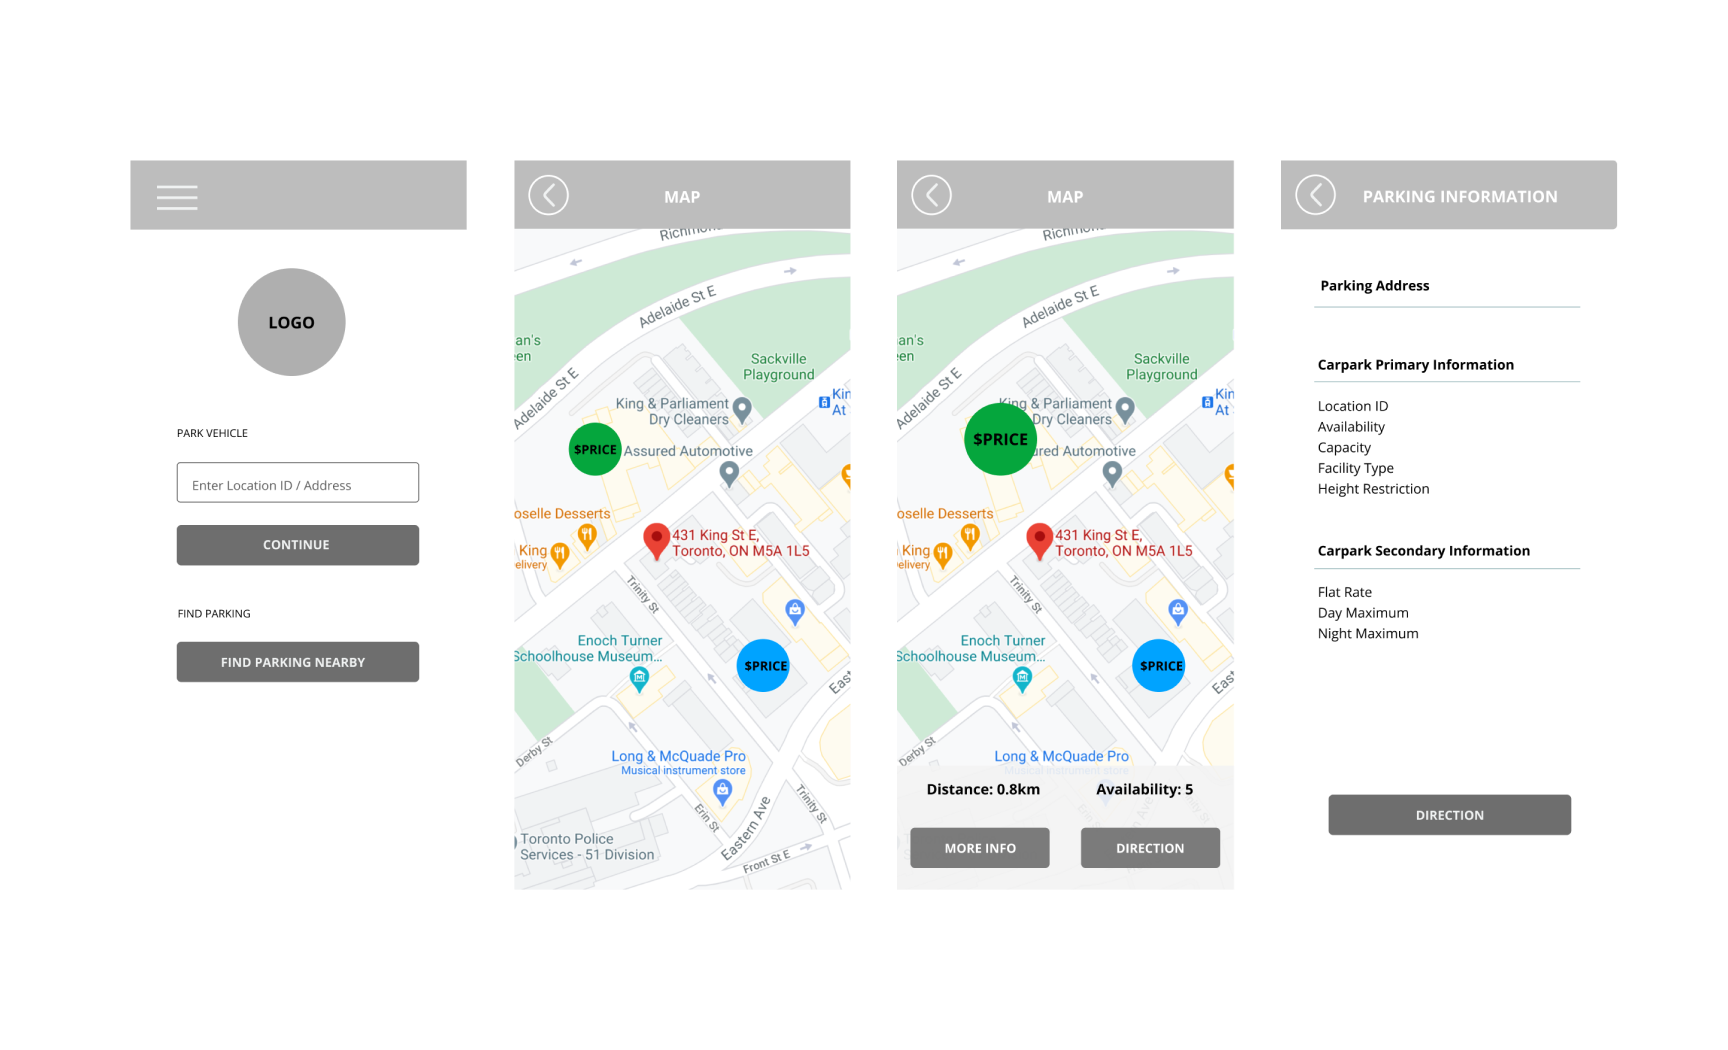 LOGO
PARK VEHICLE
Enter Location ID / Address
CONTINUE
FIND PARKING
FIND PARKING NEARBY
MAP
Adelaide St E
an's
en
Sackville
Playground
Adelaide St E
Kin
At
King & Parliament
Dry Cleaners
$PRICE
Assured Automotive
oselle Desserts
431 King St E,
Toronto, ON M5A 1L5
King
elivery
Trinity St
Enoch Turner
Schoolhouse Museum...
$PRICE
East
Derby St
Long & McQuade Pro
Musical instrument store
Trinity St
Erin St
Eastern Ave
Toronto Police
Services - 51 Division
Front St E
MAP
Adelaide St E
an's
en
Sackville
Playground
Adelaide St E
Kin
At
King & Parliament
Dry Cleaners
$PRICE
ured Automotive
oselle Desserts
431 King St E,
Toronto, ON M5A 1L5
King
elivery
Trinity St
Enoch Turner
Schoolhouse Museum...
$PRICE
East
Derby St
Long & McQuade Pro
Musical instrument store
Distance: 0.8km
Availability: 5
MORE INFO
DIRECTION
PARKING INFORMATION
Parking Address
Carpark Primary Information
Location ID
Availability
Capacity
Facility Type
Height Restriction
Carpark Secondary Information
Flat Rate
Day Maximum
Night Maximum
DIRECTION